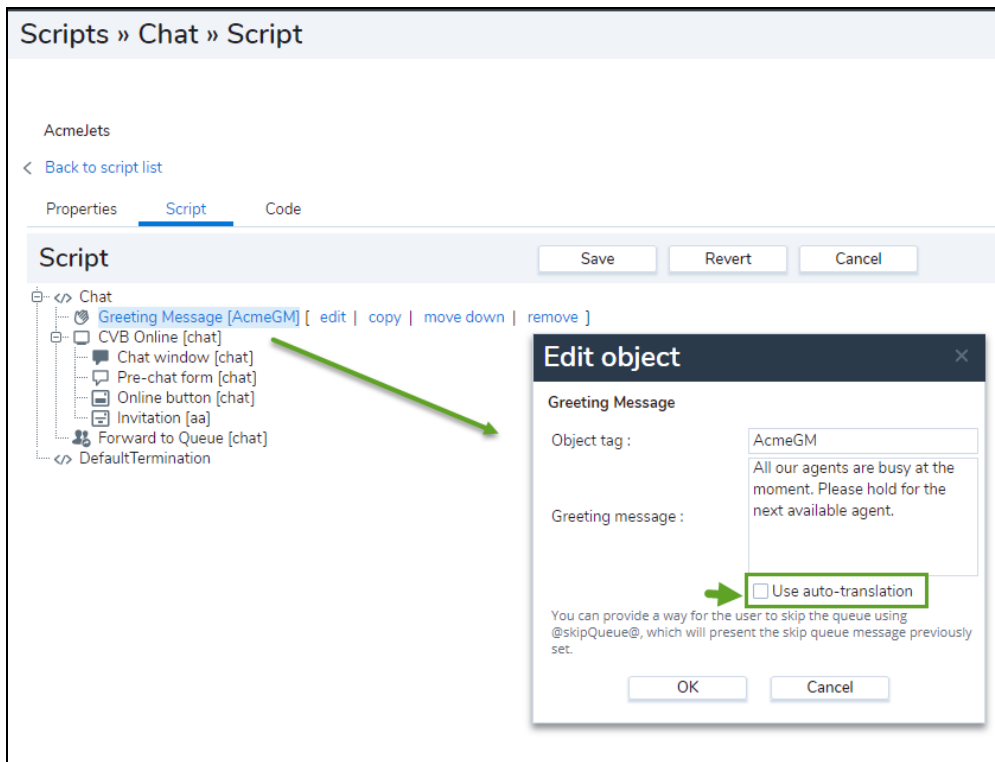 Scripts » Chat » Script
AcmeJets
< Back to script list
Properties Script Code
Script Save Revert Cancel
</> Chat
Greeting Message [AcmeGM] [ edit | copy | move down | remove ]
CVB Online [chat]
Chat window [chat]
Pre-chat form [chat]
Online button [chat]
Invitation [aa]
Forward to Queue [chat]
</> DefaultTermination
Edit object ×
Greeting Message
Object tag : AcmeGM
Greeting message :
All our agents are busy at the
moment. Please hold for the
next available agent.
Use auto-translation
You can provide a way for the user to skip the queue using
@skipQueue@, which will present the skip queue message previously
set.
OK Cancel